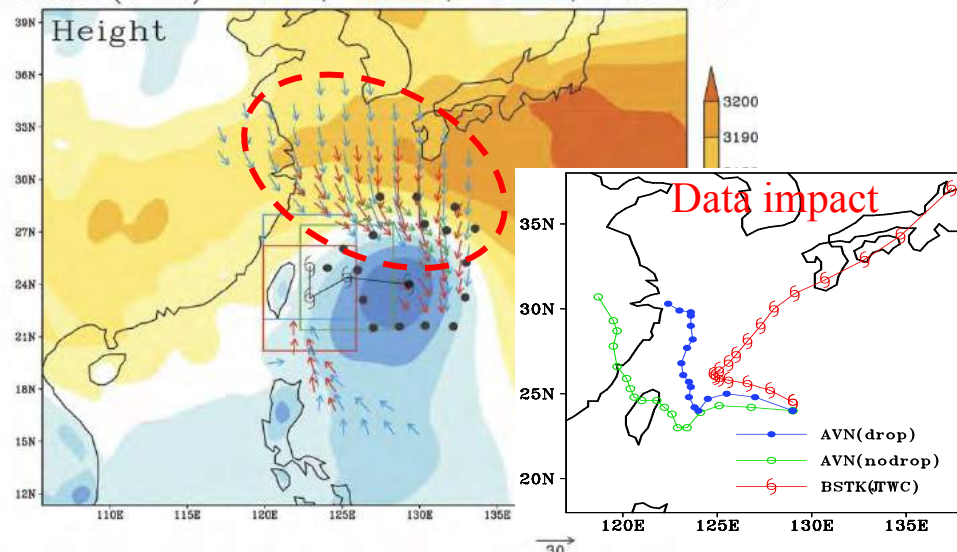 Height
39N
36N
33N
30N
27N
24N
21N
18N
15N
12N
110E
115E
120E
125E
130E
135E
30
3200
3190
Data impact
35N
30N
25N
20N
120E
125E
130E
135E
AVN(drop)
AVN(nodrop)
BSTK(JTWC)